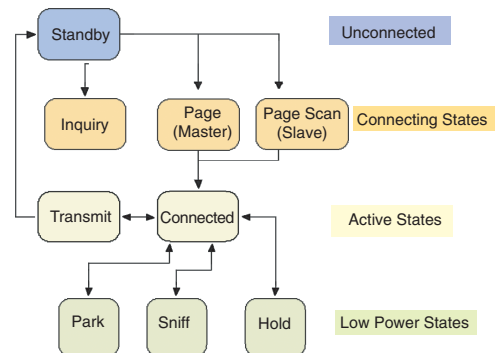 Standby
Unconnected
Inquiry
Page
(Master)
Page Scan
(Slave)
Connecting States
Transmit
Connected
Active States
Park
Sniff
Hold
Low Power States